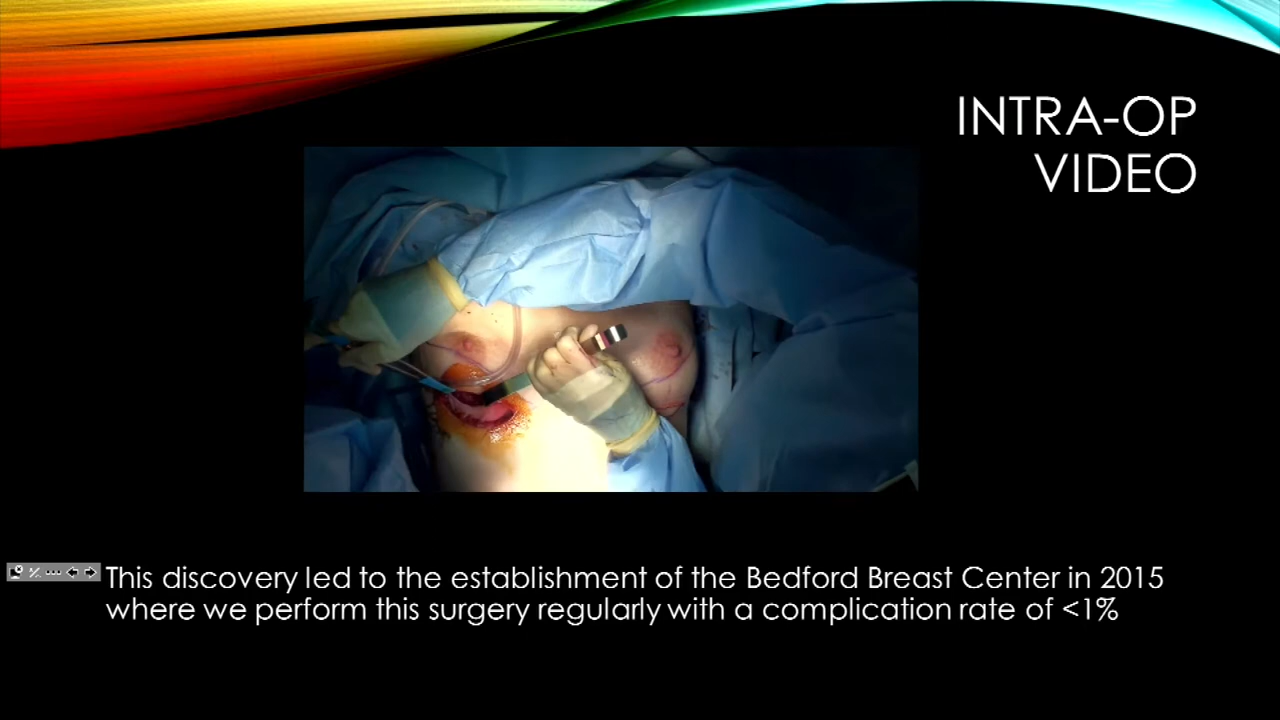 INTRA-OP
VIDEO
This discovery led to the establishment of the Bedford Breast Center in 2015
where we perform this surgery regularly with a complication rate of <1%